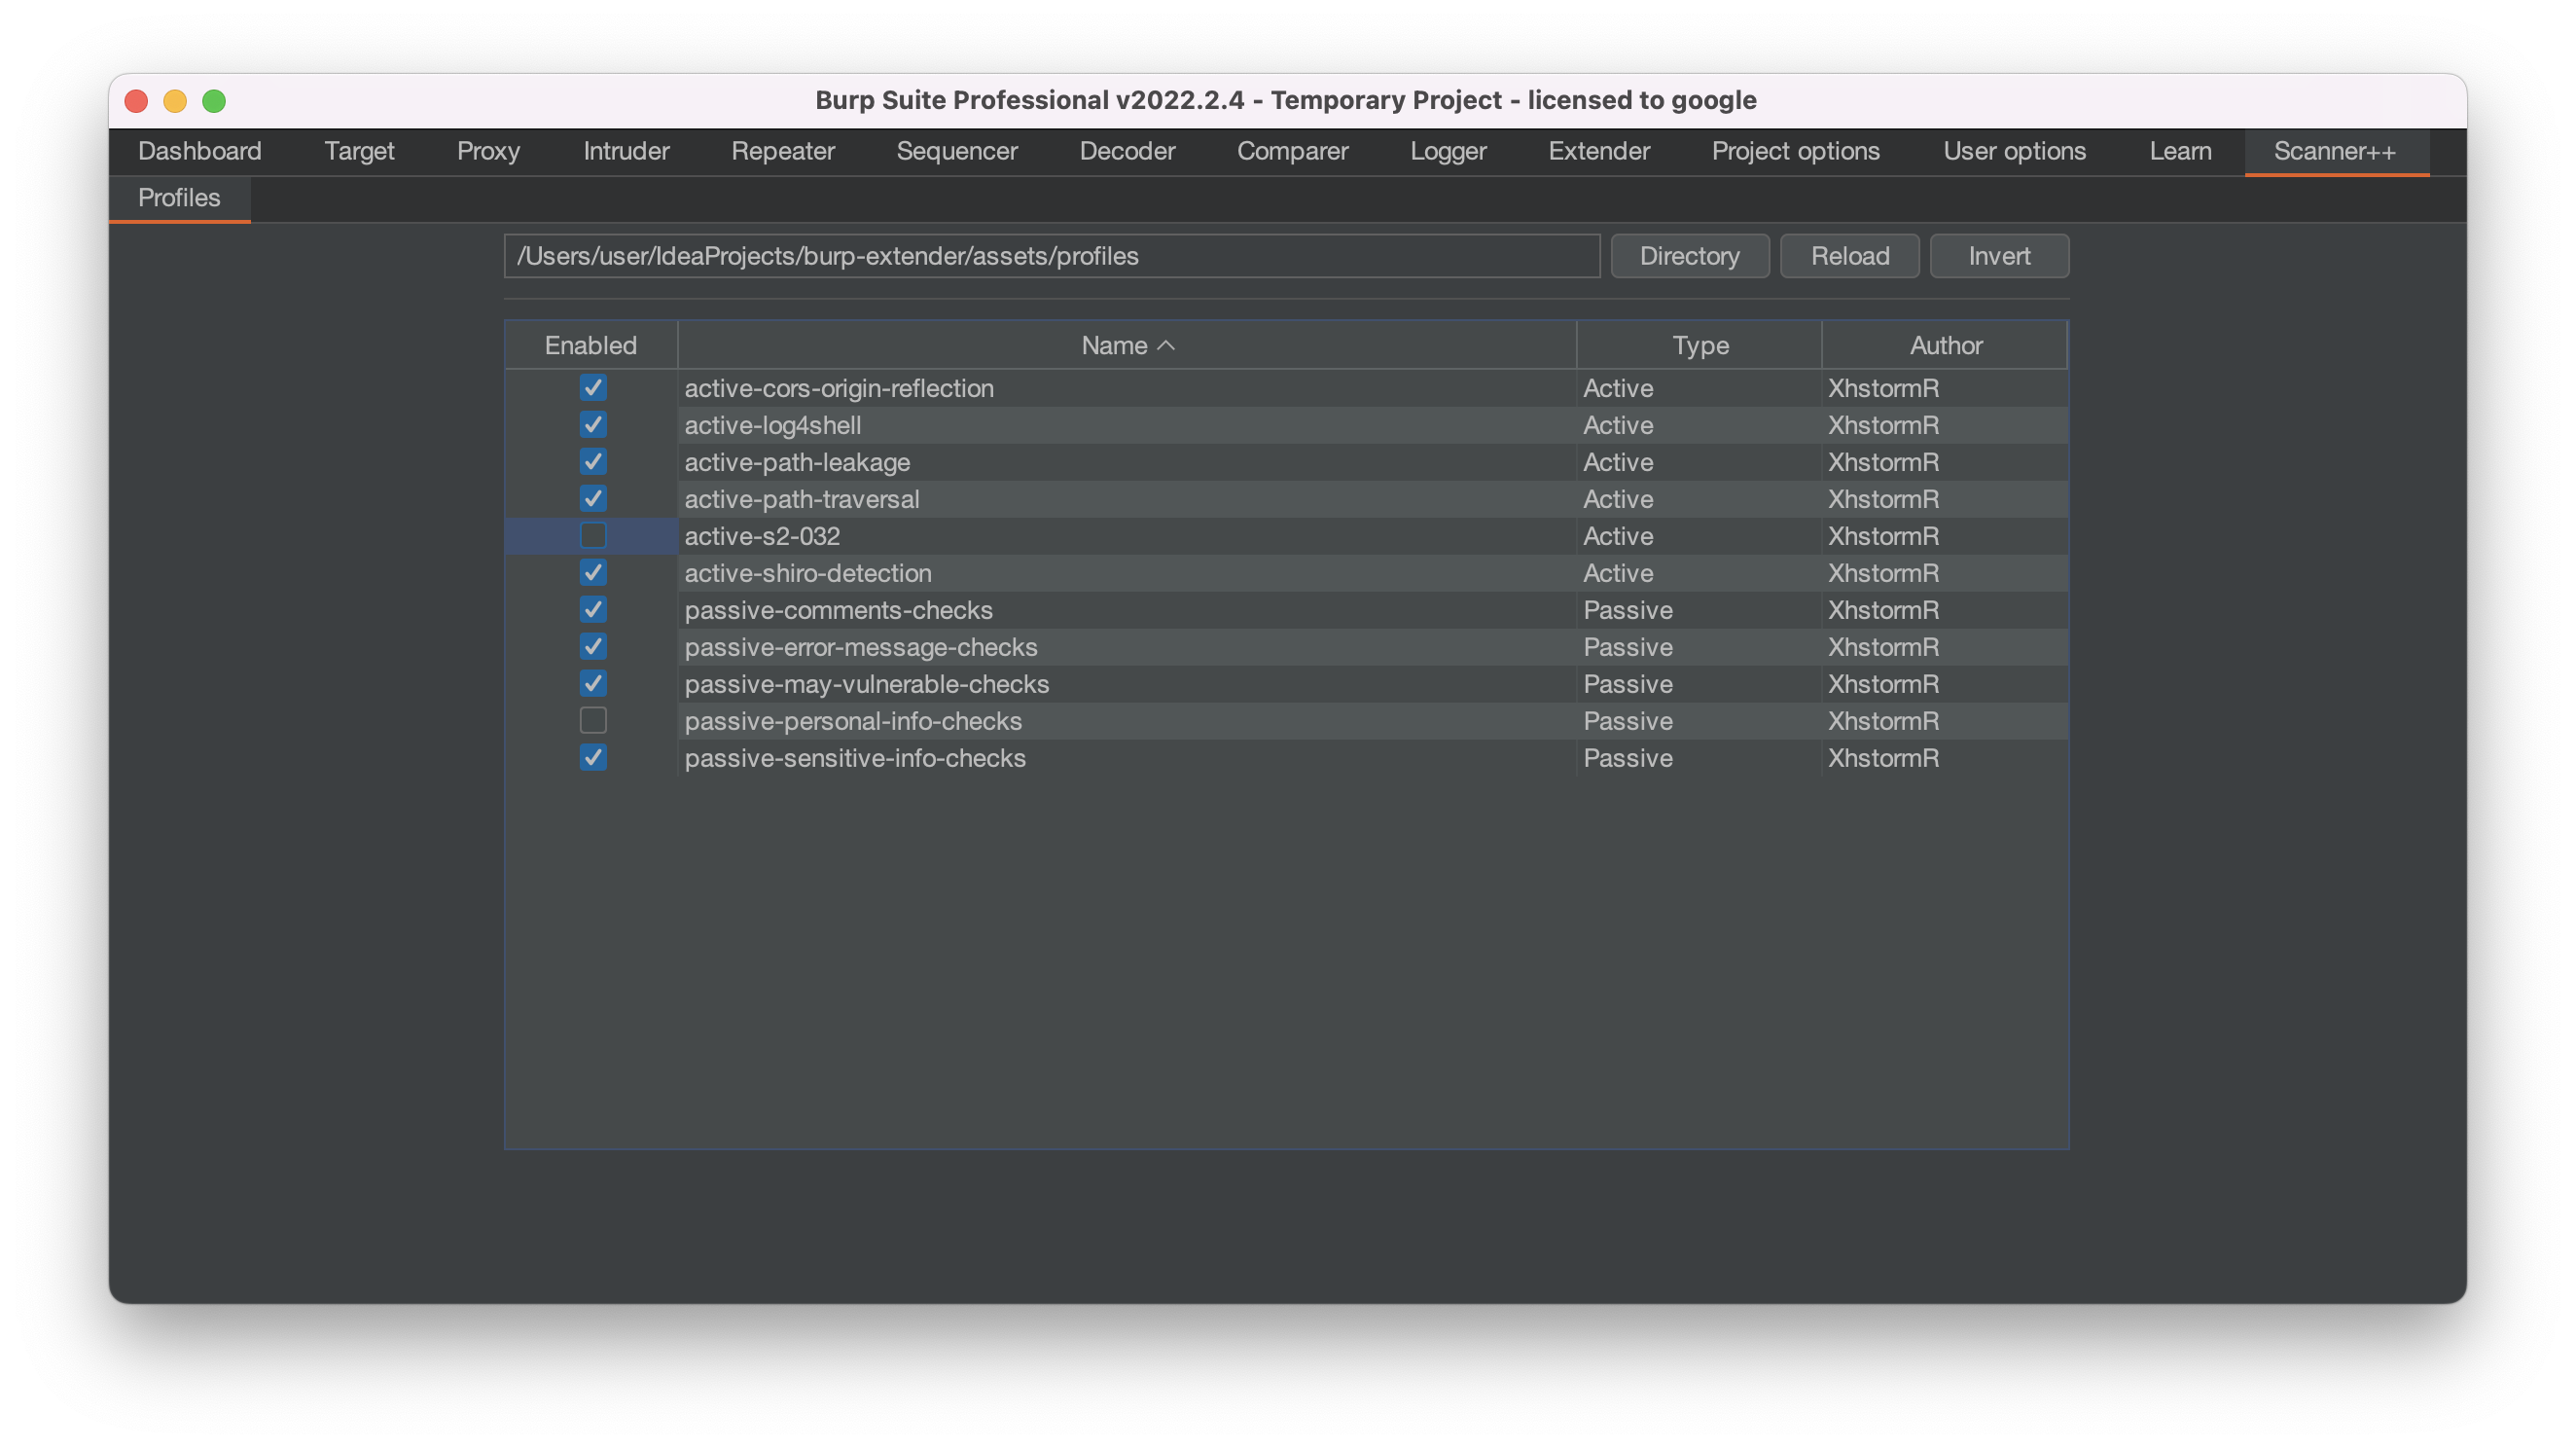 Burp Suite Professional v2022.2.4 - Temporary Project - licensed to google
Dashboard Target Proxy Intruder Repeater Sequencer Decoder Comparer Logger Extender Project options User options Learn Scanner++
Profiles
/Users/user/IdeaProjects/burp-extender/assets/profiles Directory Reload Invert
Enabled Name Type Author
active-cors-origin-reflection Active XhstormR
active-log4shell Active XhstormR
active-path-leakage Active XhstormR
active-path-traversal Active XhstormR
active-s2-032 Active XhstormR
active-shiro-detection Active XhstormR
passive-comments-checks Passive XhstormR
passive-error-message-checks Passive XhstormR
passive-may-vulnerable-checks Passive XhstormR
passive-personal-info-checks Passive XhstormR
passive-sensitive-info-checks Passive XhstormR